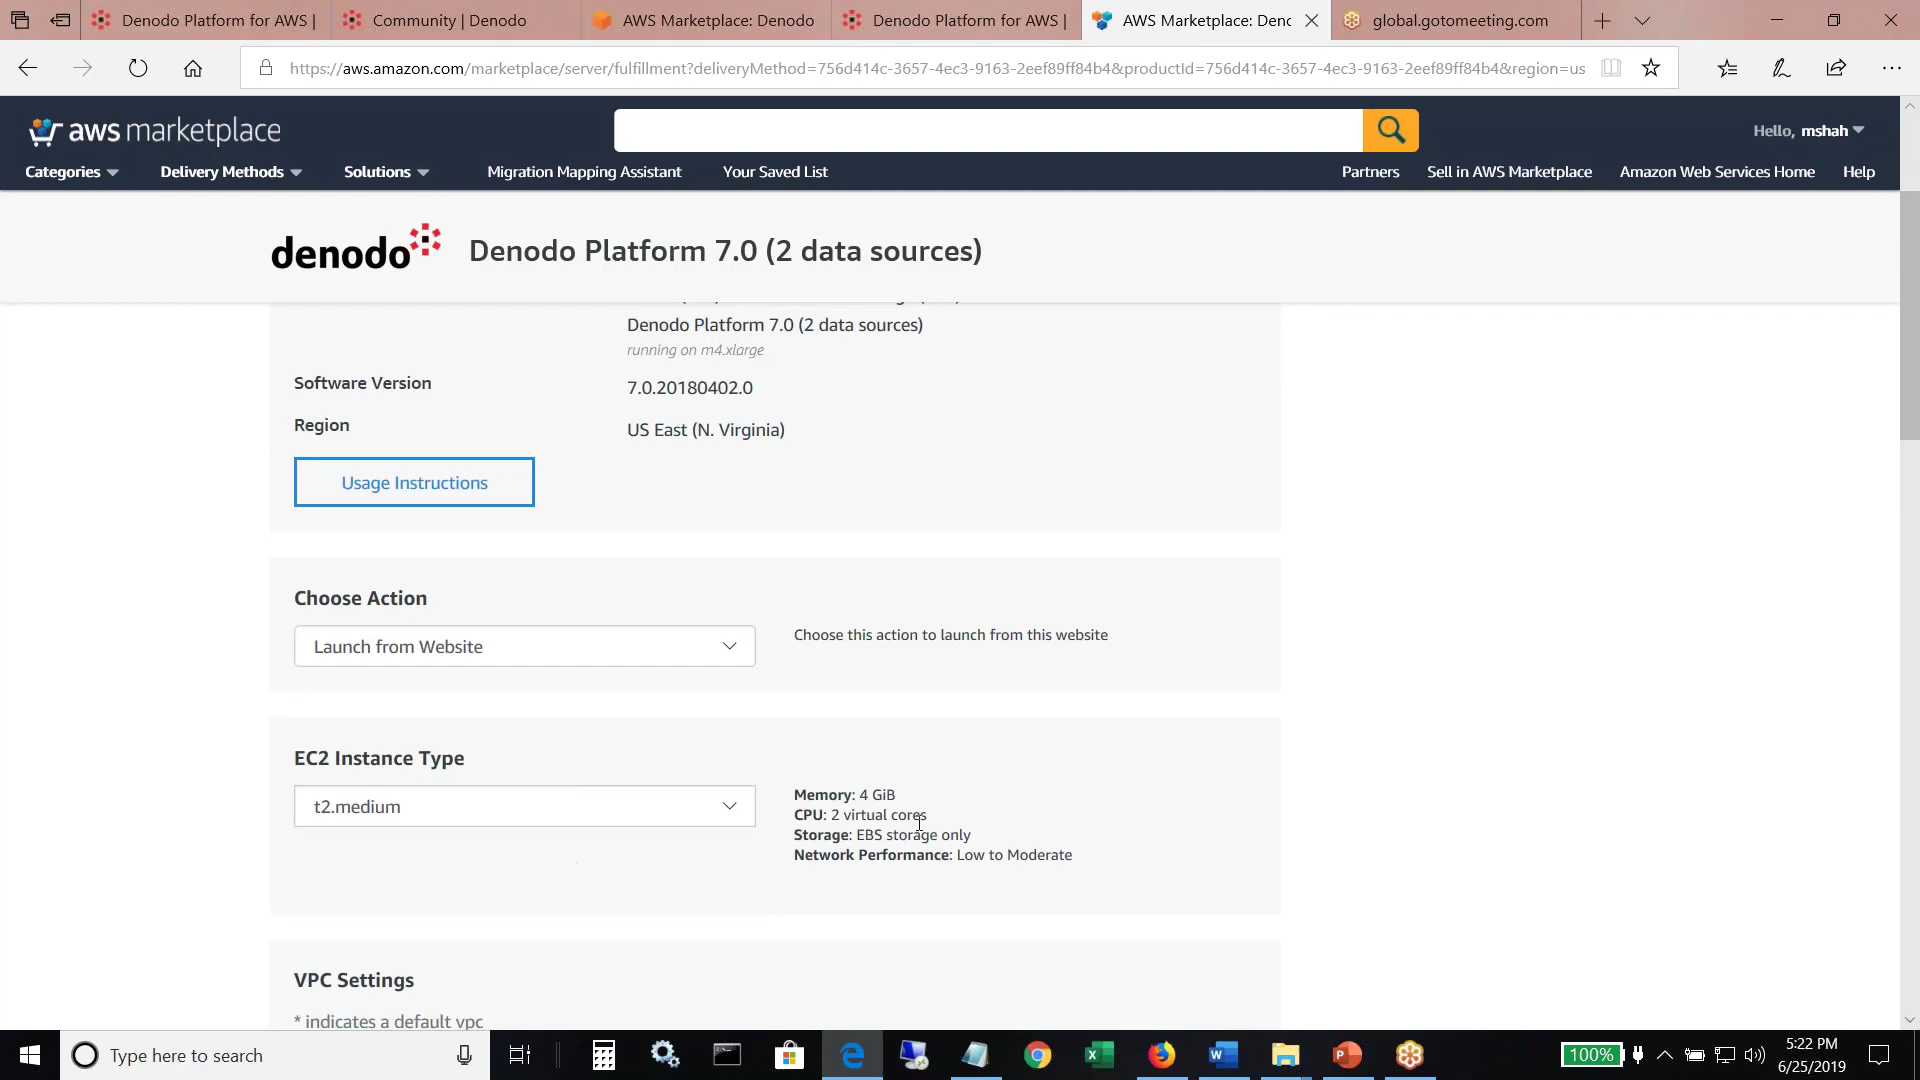 Denodo Platform for AWS |
Community | Denodo
AWS Marketplace: Denodo
Denodo Platform for AWS |
AWS Marketplace: Deno
global.gotomeeting.com
https://aws.amazon.com/marketplace/server/fulfillment?deliveryMethod=756d414c-3657-4ec3-9163-2eef89ff84b4&productId=756d414c-3657-4ec3-9163-2eef89ff84b4&region=us
aws marketplace
Hello, mshah
Categories
Delivery Methods
Solutions
Migration Mapping Assistant
Your Saved List
Partners
Sell in AWS Marketplace
Amazon Web Services Home
Help
denodo
Denodo Platform 7.0 (2 data sources)
Denodo Platform 7.0 (2 data sources)
running on m4.xlarge
Software Version
7.0.20180402.0
Region
US East (N. Virginia)
Usage Instructions
Choose Action
Launch from Website
Choose this action to launch from this website
EC2 Instance Type
t2.medium
Memory: 4 GiB
CPU: 2 virtual cores
Storage: EBS storage only
Network Performance: Low to Moderate
VPC Settings
* indicates a default vpc
Type here to search
100%
5:22 PM
6/25/2019